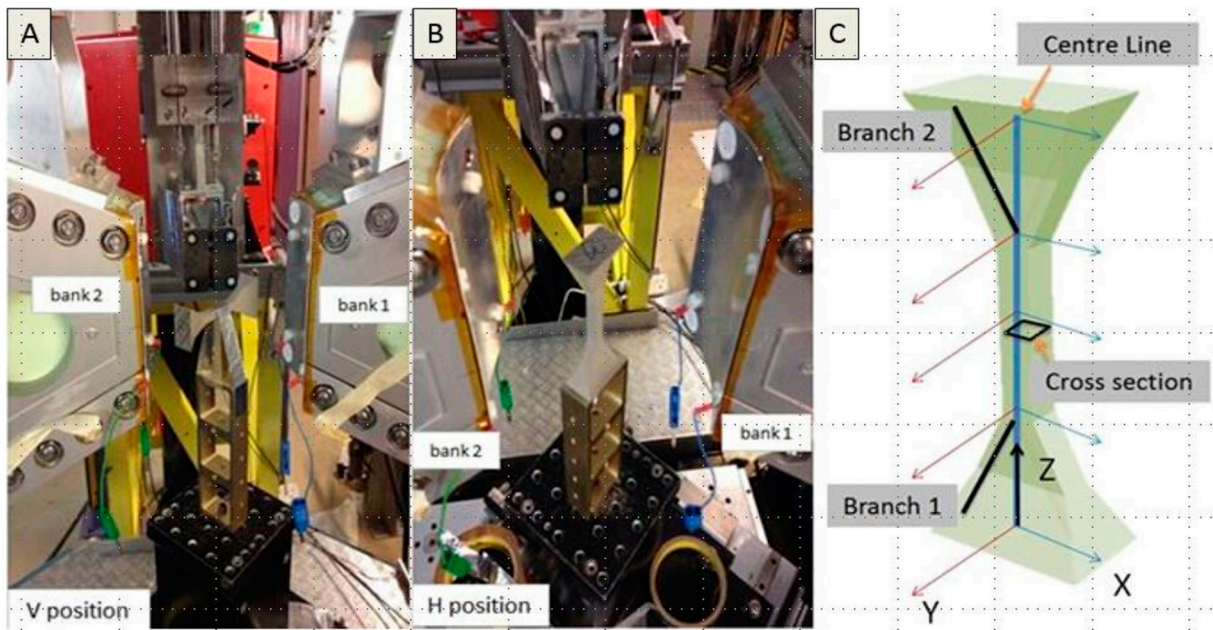 A
bank 2
bank 1
V position
B
bank 2
bank 1
H position
C
Centre Line
Branch 2
Cross section
Z
Branch 1
X
Y